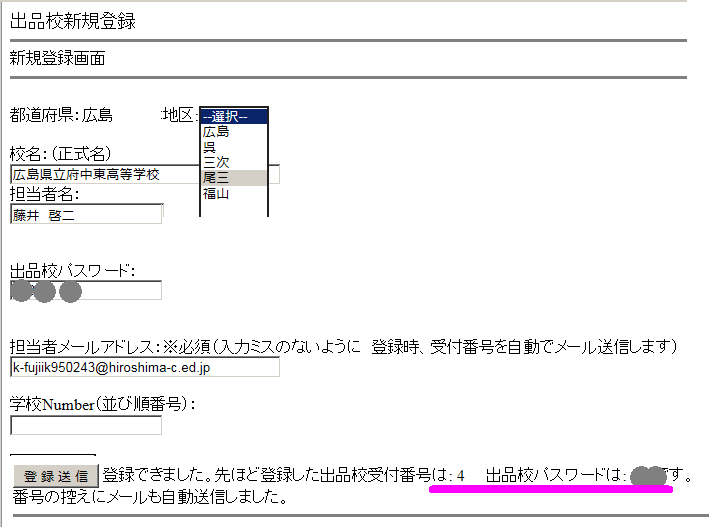 出品校新規登録
新規登録画面
都道府県：広島 地区：
--選択--
広島
呉
三次
尾三
福山
校名：（正式名）
広島県立府中東高等学校
担当者名：
藤井　啓二
出品校パスワード：
担当者メールアドレス：※必須（入力ミスのないように　登録時、受付番号を自動でメール送信します）
k-fujiik950243@hiroshima-c.ed.jp
学校Number（並び順番号）：
登録送信 登録できました。先ほど登録した出品校受付番号は：4　出品校パスワードは： です。
番号の控えにメールも自動送信しました。